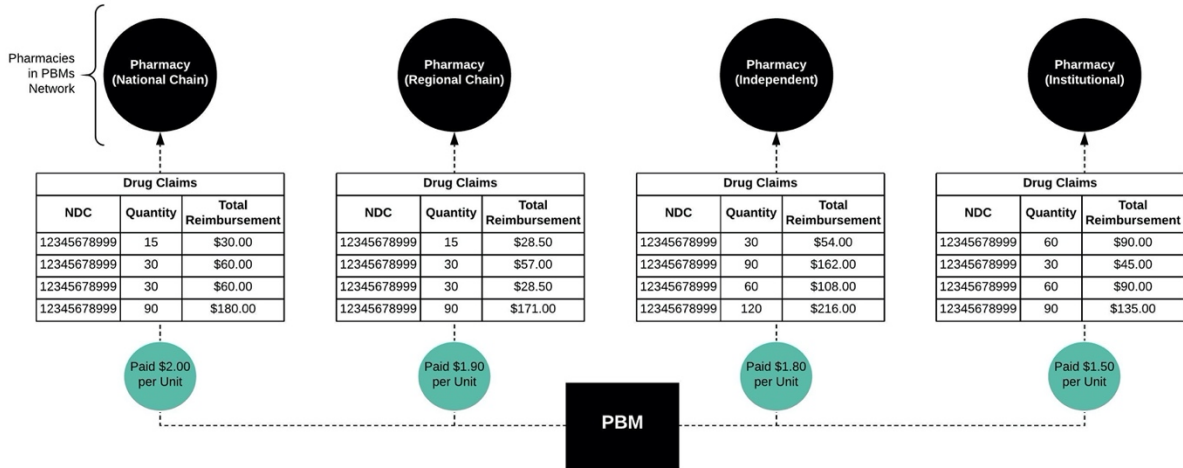 Pharmacies
in PBMs
Network
Pharmacy
(National Chain)
Pharmacy
(Regional Chain)
Pharmacy
(Independent)
Pharmacy
(Institutional)
Drug Claims
NDC Quantity Total
Reimbursement
12345678999 15 $30.00
12345678999 30 $60.00
12345678999 30 $60.00
12345678999 90 $180.00
Drug Claims
NDC Quantity Total
Reimbursement
12345678999 15 $28.50
12345678999 30 $57.00
12345678999 30 $28.50
12345678999 90 $171.00
Drug Claims
NDC Quantity Total
Reimbursement
12345678999 30 $54.00
12345678999 90 $162.00
12345678999 60 $108.00
12345678999 120 $216.00
Drug Claims
NDC Quantity Total
Reimbursement
12345678999 60 $90.00
12345678999 30 $45.00
12345678999 60 $90.00
12345678999 90 $135.00
Paid $2.00
per Unit
Paid $1.90
per Unit
Paid $1.80
per Unit
Paid $1.50
per Unit
PBM